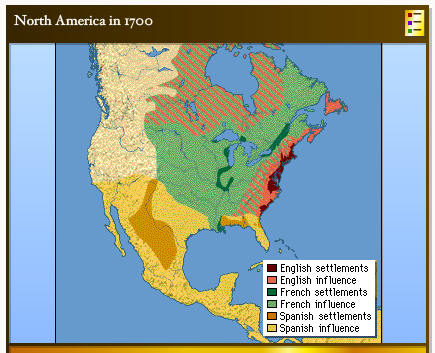 North America in 1700
English settlements
English influence
French settlements
French influence
Spanish settlements
Spanish influence